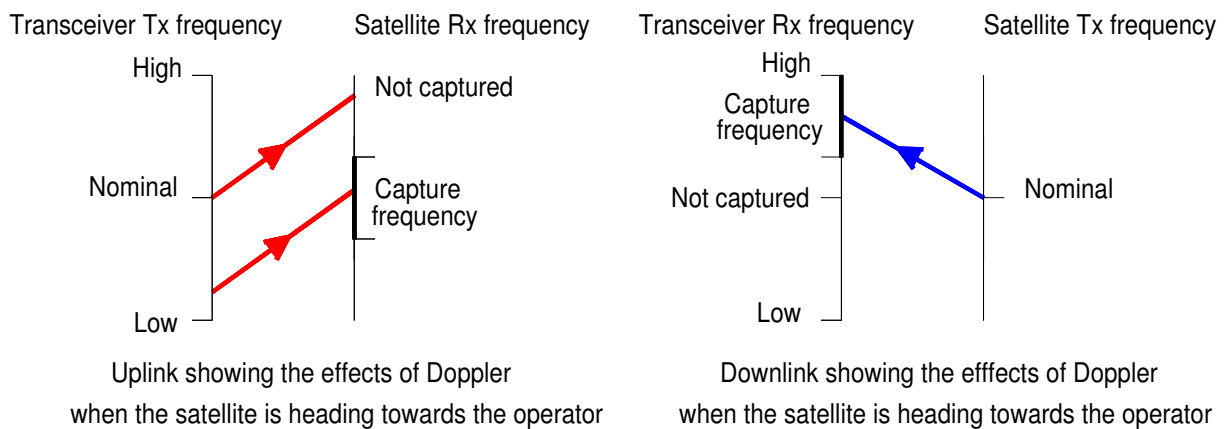 Transceiver Tx frequency
Satellite Rx frequency
High
Not captured
Nominal
Capture
frequency
Low
Uplink showing the effects of Doppler
when the satellite is heading towards the operator
Transceiver Rx frequency
Satellite Tx frequency
High
Capture
frequency
Not captured
Nominal
Low
Downlink showing the efffects of Doppler
when the satellite is heading towards the operator